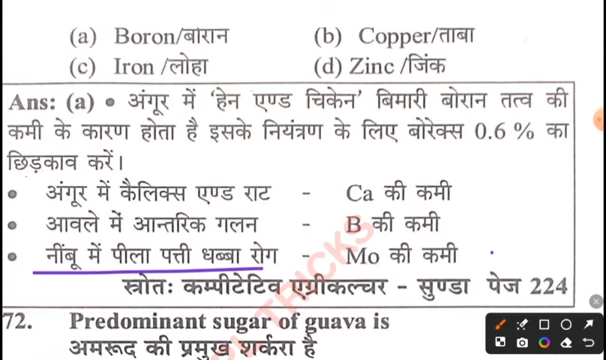 (a) Boron/बोरान (b) Copper/ताबा
(c) Iron /लोहा (d) Zinc /जिंक
Ans: (a) ● अंगूर में ‘हेन एण्ड चिकेन’ बिमारी बोरान तत्व की
कमी के कारण होता है इसके नियंत्रण के लिए बोरेक्स 0.6 % का
छिड़काव करें।
● अंगूर में कैलिक्स एण्ड राट - Ca की कमी
● आवले में आन्तरिक गलन - B की कमी
● नींबू में पीला पत्ती धब्बा रोग - Mo की कमी
स्त्रोतः कम्पीटेटिव एग्रीकल्चर - सुण्डा पेज 224
72. Predominant sugar of guava is
अमरूद की प्रमुख शर्करा है
TRICKS